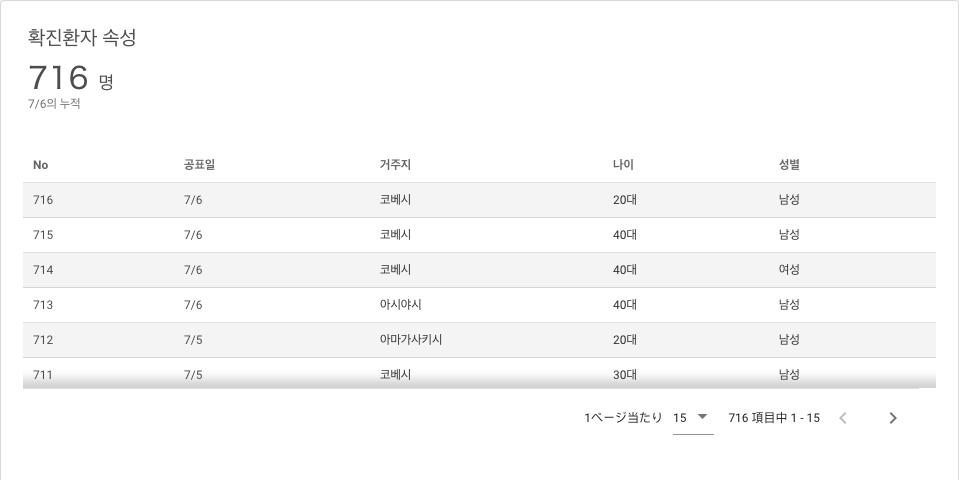 확진환자 속성
716 명
7/6의 누적
No 공표일 거주지 나이 성별
716 7/6 코베시 20대 남성
715 7/6 코베시 40대 남성
714 7/6 코베시 40대 여성
713 7/6 아시야시 40대 남성
712 7/5 아마가사키시 20대 남성
711 7/5 코베시 30대 남성
1ページ当たり 15 716 項目中 1 - 15